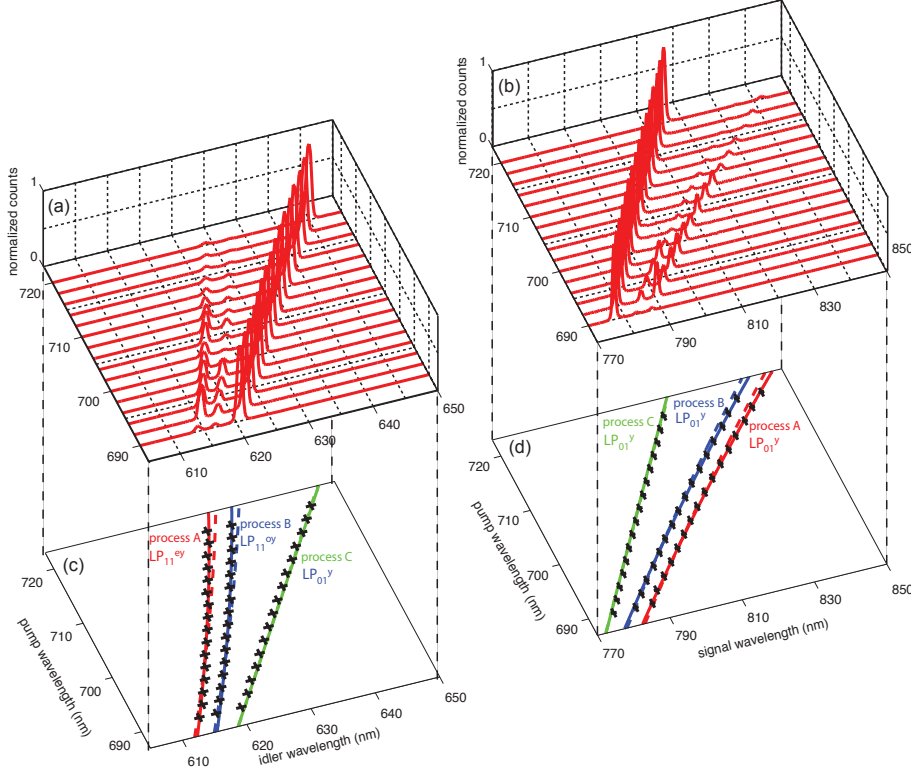 (a)
normalized counts
1
0
720
710
700
690
610
620
630
640
650
(b)
normalized counts
1
0
720
710
700
690
770
790
810
830
850
(c)
process A
LP11ey
process B
LP11oy
process C
LP01y
720
710
700
690
pump wavelength (nm)
610
620
630
640
650
idler wavelength (nm)
(d)
process C
LP01y
process B
LP01y
process A
LP01y
720
710
700
690
pump wavelength (nm)
770
790
810
830
850
signal wavelength (nm)